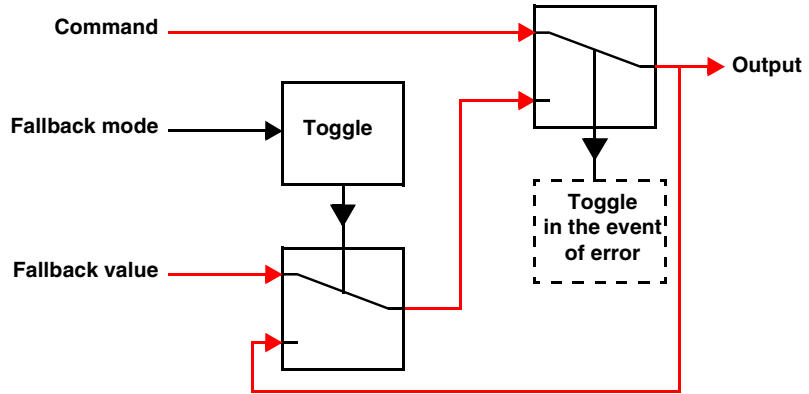 Command
Output
Fallback mode
Toggle
Toggle
in the event
of error
Fallback value